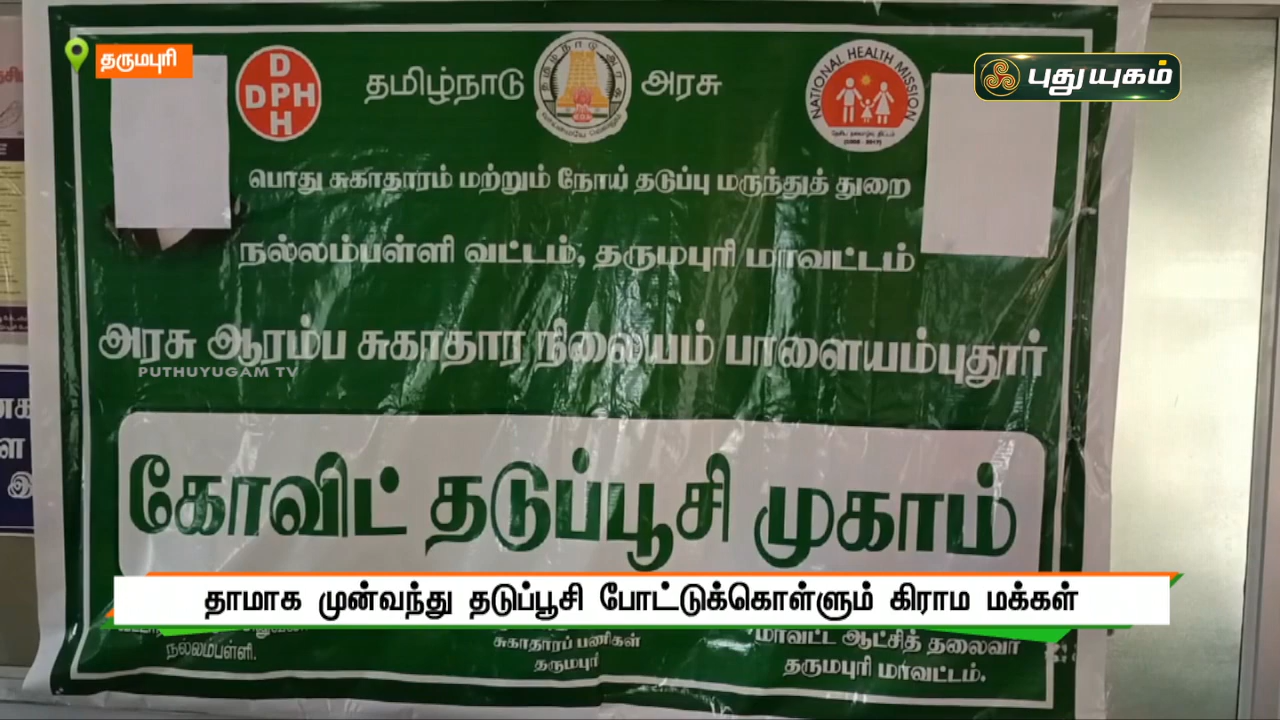 தருமபுரி
புதுயுகம்
D
DPH
H
தமிழ்நாடு அரசு
NATIONAL HEALTH MISSION
பொது சுகாதாரம் மற்றும் நோய் தடுப்பு மருந்துத் துறை
நல்லம்பள்ளி வட்டம், தருமபுரி மாவட்டம்
அரசு ஆரம்ப சுகாதார நிலையம் பாளையம்புதூர்
PUTHUYUGAM TV
கோவிட் தடுப்பூசி முகாம்
தாமாக முன்வந்து தடுப்பூசி போட்டுக்கொள்ளும் கிராம மக்கள்
நல்லம்பள்ளி.
சுகாதாரப் பணிகள்
தருமபுரி
மாவட்ட ஆட்சித் தலைவர்
தருமபுரி மாவட்டம்.